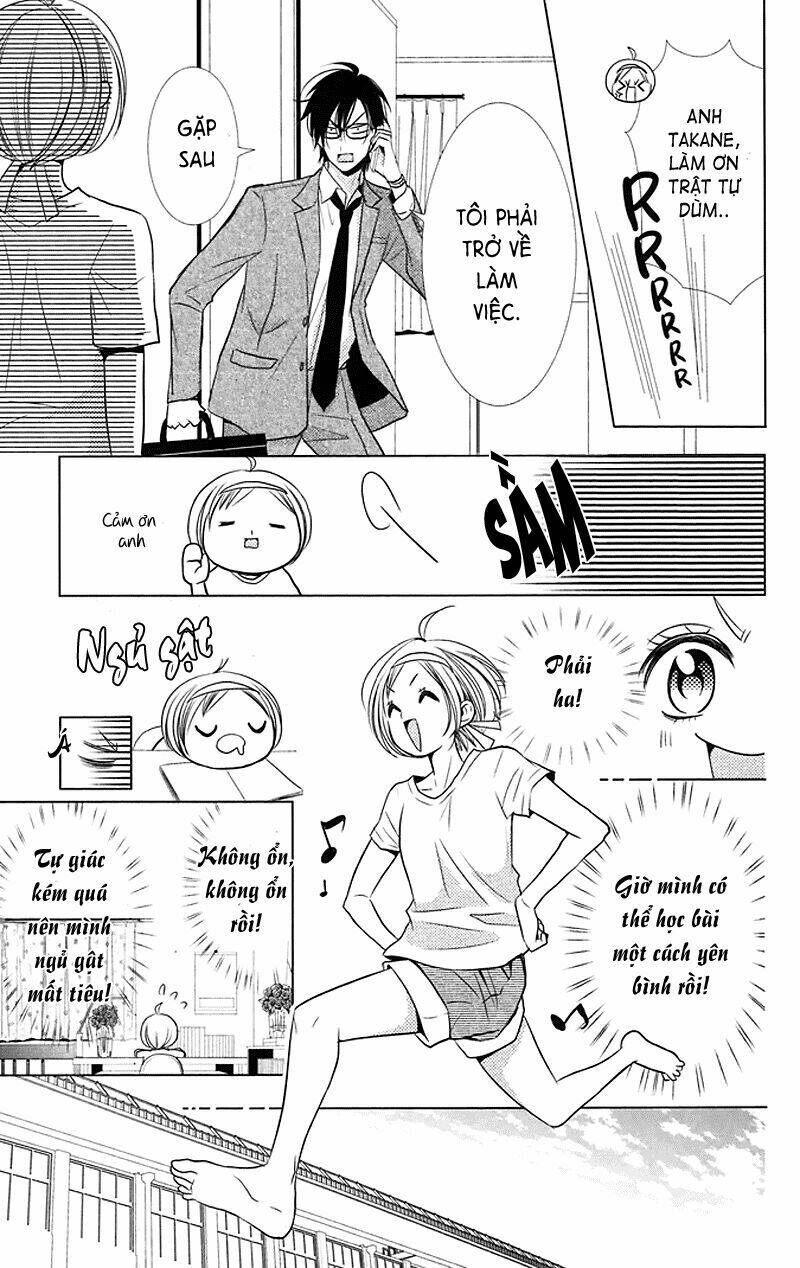 ANH
TAKANE,
LÀM ƠN
TRẬT TỰ
DÙM..
RRRRRR
TÔI PHẢI
TRỞ VỀ
LÀM
VIỆC.
GẶP
SAU
SẦM
Cảm ơn
anh
Phải
ha!
Ngủ gật
Á
Giờ mình có
thể học bài
một cách yên
bình rồi!
Không ổn,
không ổn
rồi!
Tự giác
kém quá
nên mình
ngủ gật
mất tiêu!